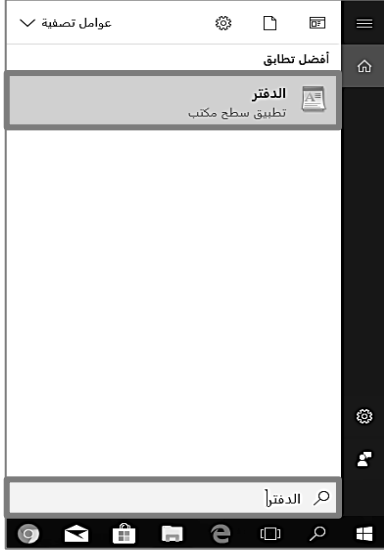 عوامل تصفية
أفضل تطابق
الدفتر
تطبيق سطح مكتب
الدفتر